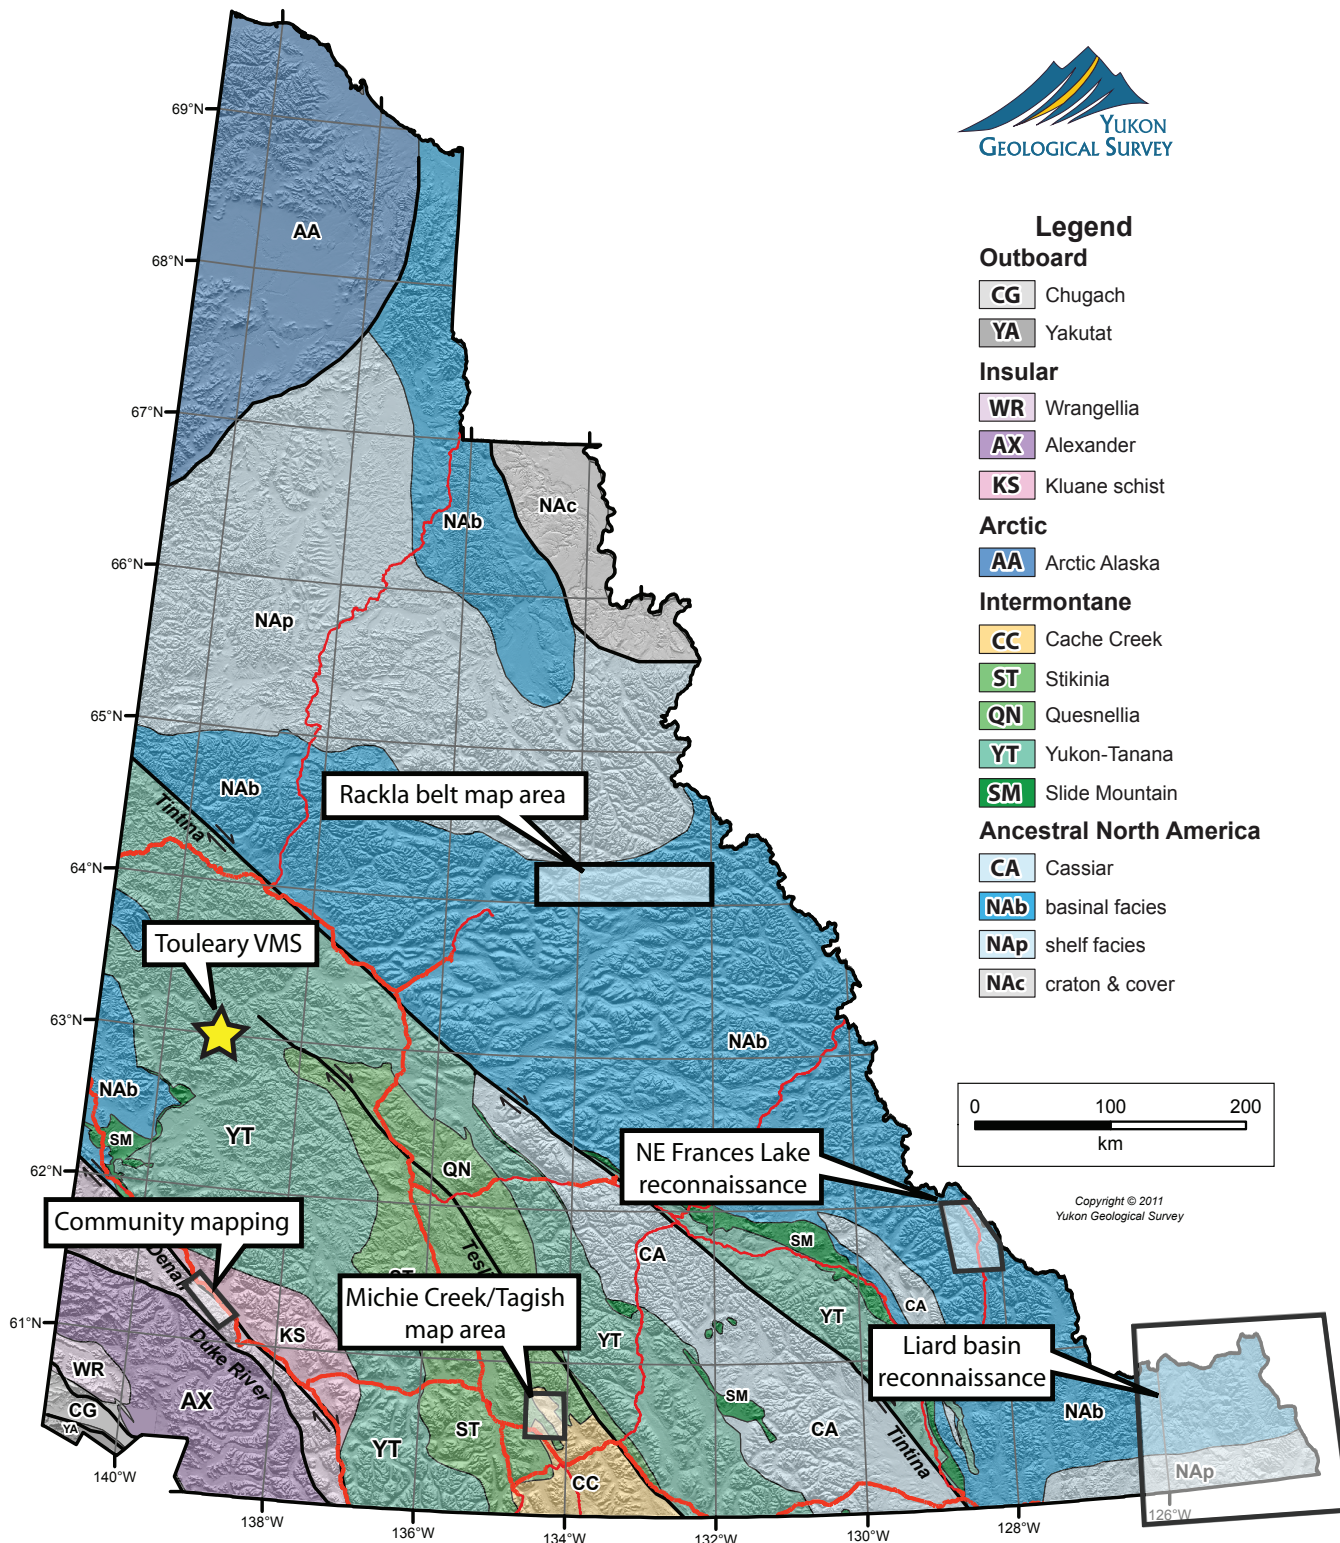 YUKON
GEOLOGICAL SURVEY
Legend
Outboard
CG Chugach
YA Yakutat
Insular
WR Wrangellia
AX Alexander
KS Kluane schist
Arctic
AA Arctic Alaska
Intermontane
CC Cache Creek
ST Stikinia
QN Quesnellia
YT Yukon-Tanana
SM Slide Mountain
Ancestral North America
CA Cassiar
NAb basinal facies
NAp shelf facies
NAc craton & cover
0 100 200
km
Copyright © 2011
Yukon Geological Survey
69°N
68°N
67°N
66°N
65°N
64°N
63°N
62°N
61°N
140°W
138°W
136°W
134°W
132°W
130°W
128°W
126°W
AA
NAc
NAb
NAp
NAb
Tintina
Rackla belt map area
Touleary VMS
NAb
NAb
SM
YT
QN
NE Frances Lake
reconnaissance
Community mapping
Denali
SM
CA
Michie Creek/Tagish
map area
CA
KS
YT
YT
Duke River
Liard basin
reconnaissance
WR
AX
CG
YA
SM
ST
YT
CA
NAb
Tintina
CC
NAp